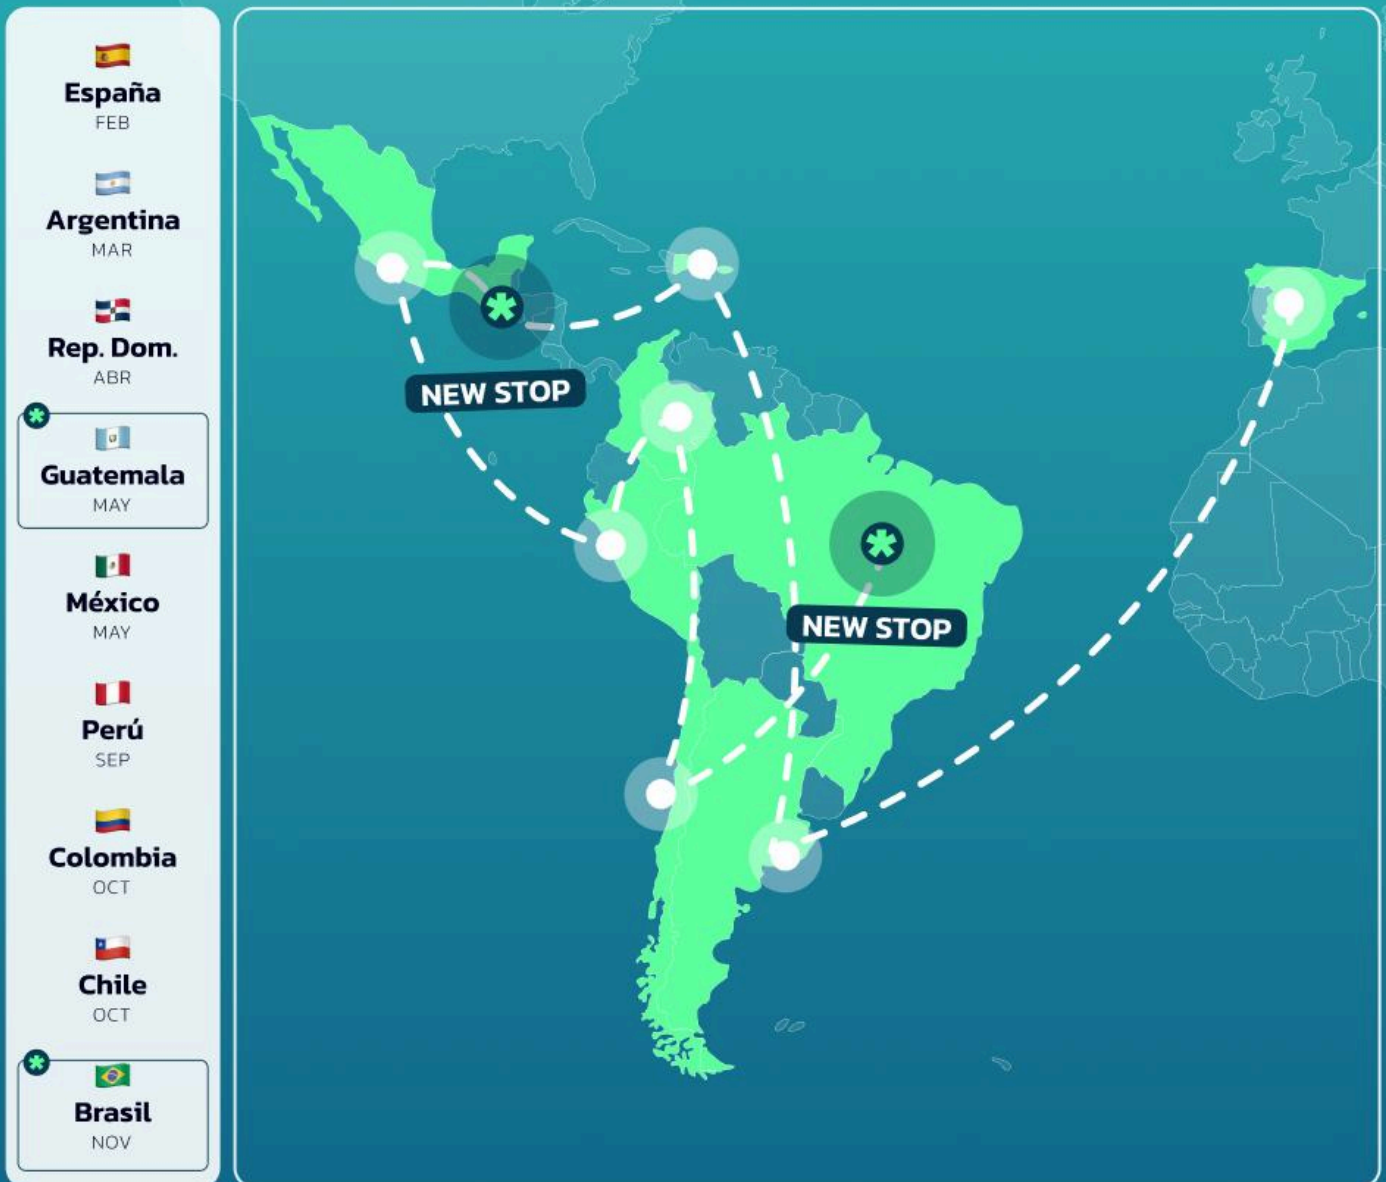 España
FEB
Argentina
MAR
Rep. Dom.
ABR
Guatemala
MAY
México
MAY
Perú
SEP
Colombia
OCT
Chile
OCT
Brasil
NOV
NEW STOP
NEW STOP